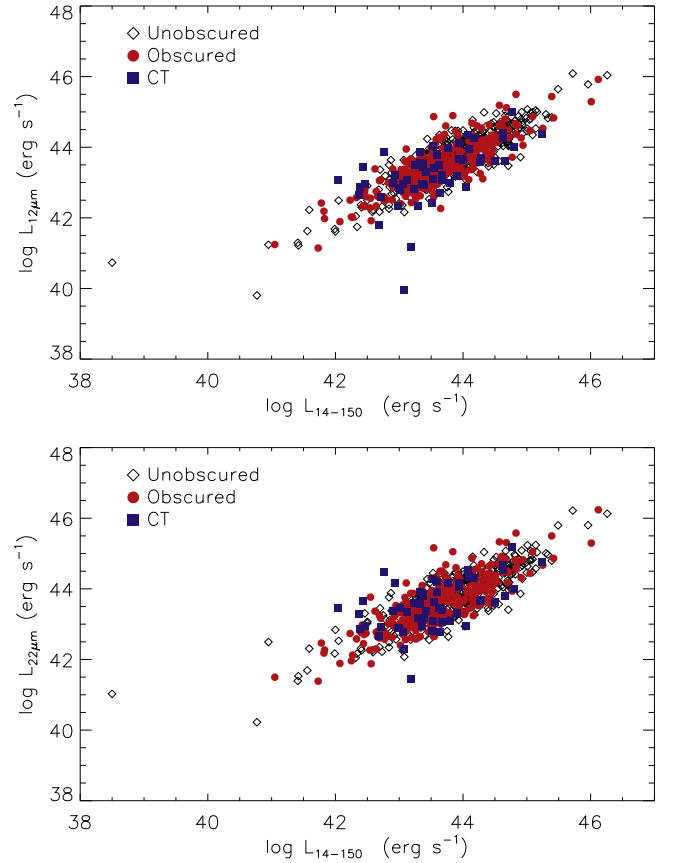 48
46
44
42
40
38
log L12μm (erg s⁻¹)
Unobscured
Obscured
CT
38 40 42 44 46
log L14−150 (erg s⁻¹)
48
46
44
42
40
38
log L22μm (erg s⁻¹)
Unobscured
Obscured
CT
38 40 42 44 46
log L14−150 (erg s⁻¹)